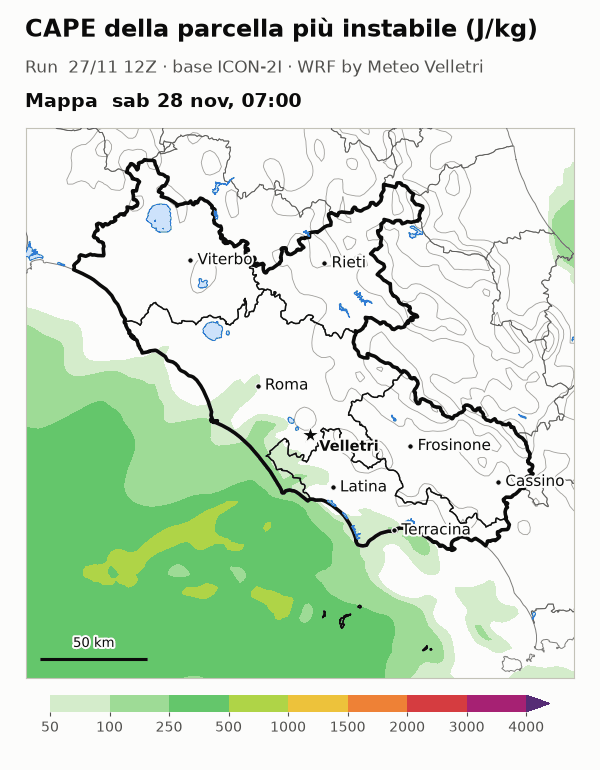 CAPE della parcella più instabile (J/kg)
Run  27/11 12Z · base ICON-2I · WRF by Meteo Velletri
Mappa  sab 28 nov, 07:00
Viterbo
Rieti
Roma
Velletri
Frosinone
Cassino
Latina
Terracina
50 km
50 100 250 500 1000 1500 2000 3000 4000